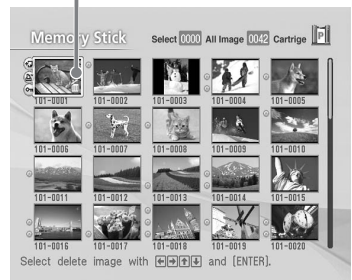 Memory Stick Select 0000 All Image 0042 Cartrige P
101-0001 101-0002 101-0003 101-0004 101-0005
101-0006 101-0007 101-0008 101-0009 101-0010
101-0011 101-0012 101-0013 101-0014 101-0015
101-0016 101-0017 101-0018 101-0019 101-0020
Select delete image with ←→↑↓ and [ENTER].